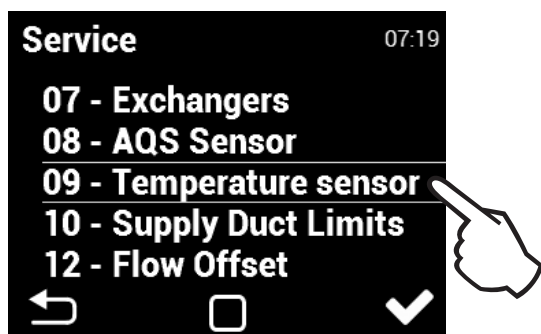 Service 07:19
07 - Exchangers
08 - AQS Sensor
09 - Temperature sensor
10 - Supply Duct Limits
12 - Flow Offset